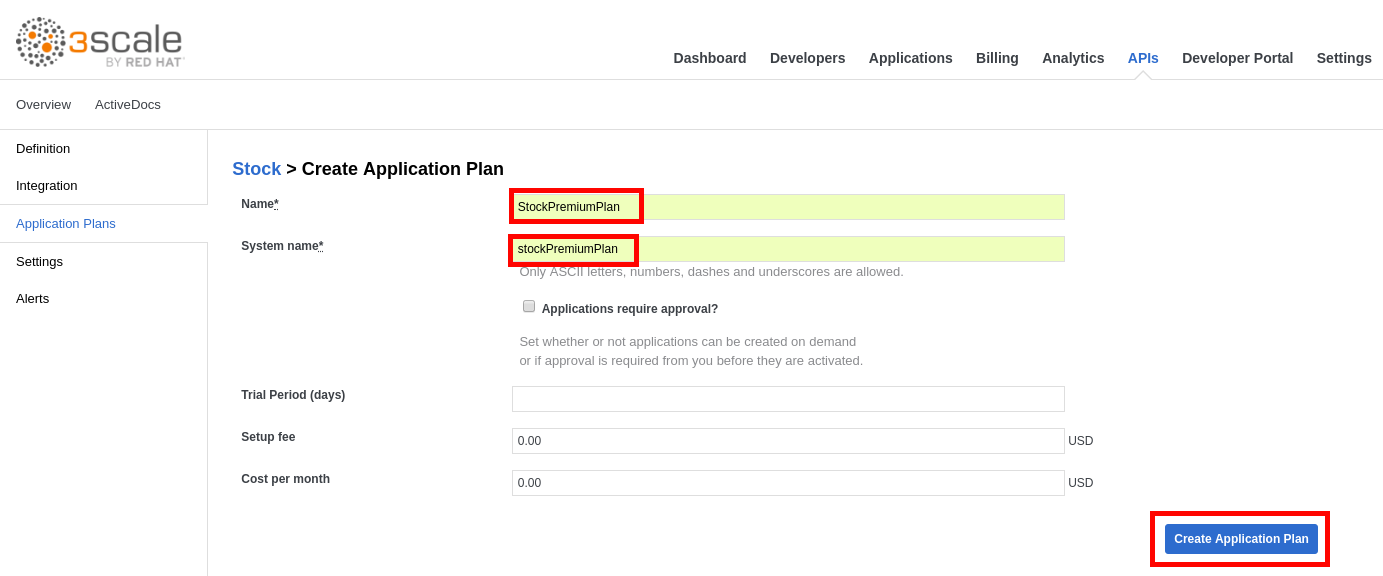 3scale
BY RED HAT
Dashboard Developers Applications Billing Analytics APIs Developer Portal Settings
Overview ActiveDocs
Definition
Integration
Application Plans
Settings
Alerts
Stock > Create Application Plan
Name* StockPremiumPlan
System name* stockPremiumPlan
Only ASCII letters, numbers, dashes and underscores are allowed.
Applications require approval?
Set whether or not applications can be created on demand
or if approval is required from you before they are activated.
Trial Period (days)
Setup fee 0.00 USD
Cost per month 0.00 USD
Create Application Plan